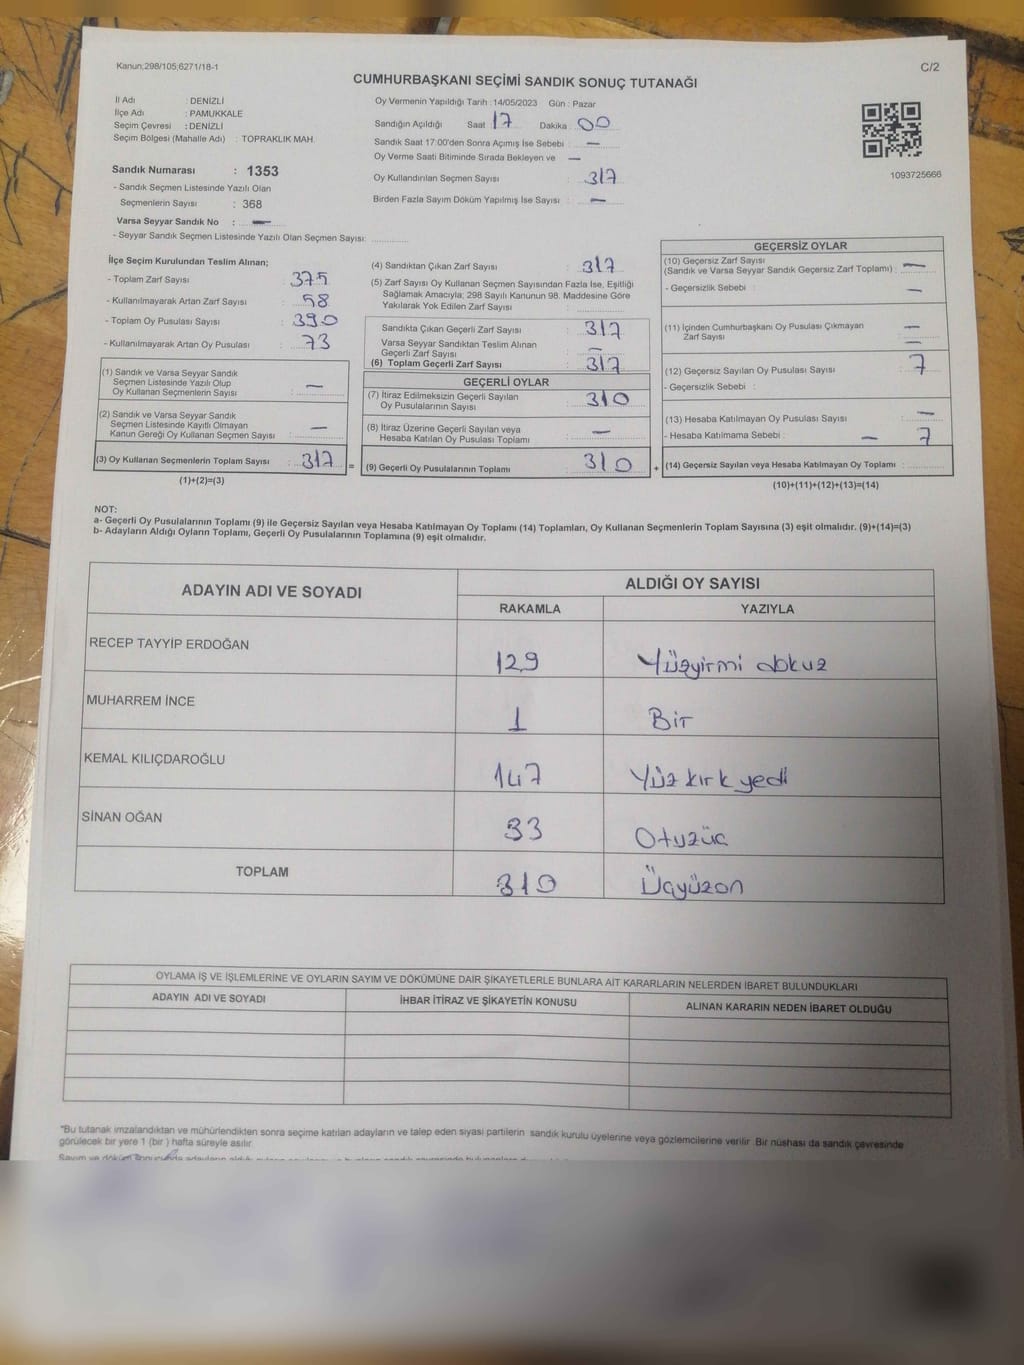 Kanun;298/105;6271/18-1
C/2
CUMHURBAŞKANI SEÇİMİ SANDIK SONUÇ TUTANAĞI
İl Adı : DENİZLİ
İlçe Adı : PAMUKKALE
Seçim Çevresi : DENİZLİ
Seçim Bölgesi (Mahalle Adı) : TOPRAKLIK MAH.
Sandık Numarası : 1353
- Sandık Seçmen Listesinde Yazılı Olan
Seçmenlerin Sayısı : 368
Varsa Seyyar Sandık No : —
- Seyyar Sandık Seçmen Listesinde Yazılı Olan Seçmen Sayısı: ..............
Oy Vermenin Yapıldığı Tarih : 14/05/2023 Gün : Pazar
Sandığın Açıldığı Saat 17 Dakika : 00
Sandık Saat 17:00'den Sonra Açımış İse Sebebi : —
Oy Verme Saati Bitiminde Sırada Bekleyen ve —
Oy Kullandırılan Seçmen Sayısı : 317
Birden Fazla Sayım Döküm Yapılmış İse Sayısı : —
1093725666
İlçe Seçim Kurulundan Teslim Alınan;
- Toplam Zarf Sayısı : 375
- Kullanılmayarak Artan Zarf Sayısı : 58
- Toplam Oy Pusulası Sayısı : 390
- Kullanılmayarak Artan Oy Pusulası : 73
(1) Sandık ve Varsa Seyyar Sandık
Seçmen Listesinde Yazılı Olup
Oy Kullanan Seçmenlerin Sayısı : —
(2) Sandık ve Varsa Seyyar Sandık
Seçmen Listesinde Kayıtlı Olmayan
Kanun Gereği Oy Kullanan Seçmen Sayısı : —
(3) Oy Kullanan Seçmenlerin Toplam Sayısı : 317 =
(1)+(2)=(3)
(4) Sandıktan Çıkan Zarf Sayısı : 317
(5) Zarf Sayısı Oy Kullanan Seçmen Sayısından Fazla İse, Eşitliği
Sağlamak Amacıyla; 298 Sayılı Kanunun 98. Maddesine Göre
Yakılarak Yok Edilen Zarf Sayısı :
Sandıkta Çıkan Geçerli Zarf Sayısı : 317
Varsa Seyyar Sandıktan Teslim Alınan
Geçerli Zarf Sayısı : —
(6) Toplam Geçerli Zarf Sayısı : 317
GEÇERLİ OYLAR
(7) İtiraz Edilmeksizin Geçerli Sayılan
Oy Pusulalarının Sayısı : 310
(8) İtiraz Üzerine Geçerli Sayılan veya
Hesaba Katılan Oy Pusulası Toplamı : —
(9) Geçerli Oy Pusulalarının Toplamı : 310 +
GEÇERSİZ OYLAR
(10) Geçersiz Zarf Sayısı
(Sandık ve Varsa Seyyar Sandık Geçersiz Zarf Toplamı) : —
- Geçersizlik Sebebi : —
(11) İçinden Cumhurbaşkanı Oy Pusulası Çıkmayan —
Zarf Sayısı : —
(12) Geçersiz Sayılan Oy Pusulası Sayısı : 7
- Geçersizlik Sebebi :
(13) Hesaba Katılmayan Oy Pusulası Sayısı : —
- Hesaba Katılmama Sebebi : — 7
(14) Geçersiz Sayılan veya Hesaba Katılmayan Oy Toplamı : ............
(10)+(11)+(12)+(13)=(14)
NOT:
a- Geçerli Oy Pusulalarının Toplamı (9) ile Geçersiz Sayılan veya Hesaba Katılmayan Oy Toplamı (14) Toplamları, Oy Kullanan Seçmenlerin Toplam Sayısına (3) eşit olmalıdır. (9)+(14)=(3)
b- Adayların Aldığı Oyların Toplamı, Geçerli Oy Pusulalarının Toplamına (9) eşit olmalıdır.
ADAYIN ADI VE SOYADI ALDIĞI OY SAYISI
RAKAMLA YAZIYLA
RECEP TAYYİP ERDOĞAN 129 Yüzyirmi dokuz
MUHARREM İNCE 1 Bir
KEMAL KILIÇDAROĞLU 147 Yüz kırk yedi
SİNAN OĞAN 33 Otuzüç
TOPLAM 310 Üçyüzon
OYLAMA İŞ VE İŞLEMLERİNE VE OYLARIN SAYIM VE DÖKÜMÜNE DAİR ŞİKAYETLERLE BUNLARA AİT KARARLARIN NELERDEN İBARET BULUNDUKLARI
ADAYIN ADI VE SOYADI İHBAR İTİRAZ VE ŞİKAYETİN KONUSU ALINAN KARARIN NEDEN İBARET OLDUĞU
*Bu tutanak imzalandıktan ve mühürlendikten sonra seçime katılan adayların ve talep eden siyasi partilerin sandık kurulu üyelerine veya gözlemcilerine verilir .Bir nüshası da sandık çevresinde
görülecek bir yere 1 (bir ) hafta süreyle asılır.